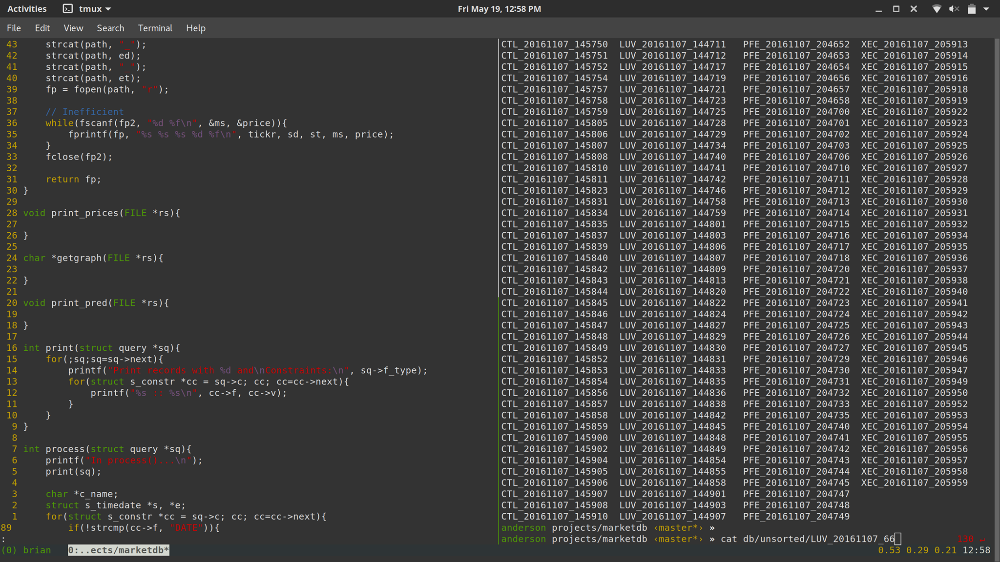 Activities tmux Fri May 19, 12:58 PM
File Edit View Search Terminal Help
43 strcat(path, "_");
42 strcat(path, ed);
41 strcat(path, "_");
40 strcat(path, et);
39 fp = fopen(path, "r");
38
37 // Inefficient
36 while(fscanf(fp2, "%d %f\n", &ms, &price)){
35 fprintf(fp, "%s %s %s %d %f\n", tickr, sd, st, ms, price);
34 }
33 fclose(fp2);
32
31 return fp;
30 }
29
28 void print_prices(FILE *rs){
27
26 }
25
24 char *getgraph(FILE *rs){
23
22 }
21
20 void print_pred(FILE *rs){
19
18 }
17
16 int print(struct query *sq){
15 for(;sq;sq=sq->next){
14 printf("Print records with %d and\nConstraints:\n", sq->f_type);
13 for(struct s_constr *cc = sq->c; cc; cc=cc->next){
12 printf("%s :: %s\n", cc->f, cc->v);
11 }
10 }
9 }
8
7 int process(struct query *sq){
6 printf("In process()...\n");
5 print(sq);
4
3 char *c_name;
2 struct s_timedate *s, *e;
1 for(struct s_constr *cc = sq->c; cc; cc=cc->next){
89 if(!strcmp(cc->f, "DATE")){
:
CTL_20161107_145750 LUV_20161107_144711 PFE_20161107_204652 XEC_20161107_205913
CTL_20161107_145751 LUV_20161107_144712 PFE_20161107_204653 XEC_20161107_205914
CTL_20161107_145752 LUV_20161107_144717 PFE_20161107_204654 XEC_20161107_205915
CTL_20161107_145754 LUV_20161107_144719 PFE_20161107_204656 XEC_20161107_205916
CTL_20161107_145757 LUV_20161107_144721 PFE_20161107_204657 XEC_20161107_205918
CTL_20161107_145758 LUV_20161107_144723 PFE_20161107_204658 XEC_20161107_205919
CTL_20161107_145759 LUV_20161107_144725 PFE_20161107_204700 XEC_20161107_205922
CTL_20161107_145805 LUV_20161107_144728 PFE_20161107_204701 XEC_20161107_205923
CTL_20161107_145806 LUV_20161107_144729 PFE_20161107_204702 XEC_20161107_205924
CTL_20161107_145807 LUV_20161107_144734 PFE_20161107_204703 XEC_20161107_205925
CTL_20161107_145808 LUV_20161107_144740 PFE_20161107_204706 XEC_20161107_205926
CTL_20161107_145810 LUV_20161107_144741 PFE_20161107_204710 XEC_20161107_205927
CTL_20161107_145811 LUV_20161107_144742 PFE_20161107_204711 XEC_20161107_205928
CTL_20161107_145823 LUV_20161107_144746 PFE_20161107_204712 XEC_20161107_205929
CTL_20161107_145831 LUV_20161107_144758 PFE_20161107_204713 XEC_20161107_205930
CTL_20161107_145834 LUV_20161107_144759 PFE_20161107_204714 XEC_20161107_205931
CTL_20161107_145835 LUV_20161107_144801 PFE_20161107_204715 XEC_20161107_205932
CTL_20161107_145837 LUV_20161107_144803 PFE_20161107_204716 XEC_20161107_205934
CTL_20161107_145839 LUV_20161107_144806 PFE_20161107_204717 XEC_20161107_205935
CTL_20161107_145840 LUV_20161107_144807 PFE_20161107_204718 XEC_20161107_205936
CTL_20161107_145842 LUV_20161107_144809 PFE_20161107_204720 XEC_20161107_205937
CTL_20161107_145843 LUV_20161107_144813 PFE_20161107_204721 XEC_20161107_205938
CTL_20161107_145844 LUV_20161107_144820 PFE_20161107_204722 XEC_20161107_205940
CTL_20161107_145845 LUV_20161107_144822 PFE_20161107_204723 XEC_20161107_205941
CTL_20161107_145846 LUV_20161107_144824 PFE_20161107_204724 XEC_20161107_205942
CTL_20161107_145847 LUV_20161107_144827 PFE_20161107_204725 XEC_20161107_205943
CTL_20161107_145848 LUV_20161107_144829 PFE_20161107_204726 XEC_20161107_205944
CTL_20161107_145849 LUV_20161107_144830 PFE_20161107_204727 XEC_20161107_205945
CTL_20161107_145852 LUV_20161107_144831 PFE_20161107_204729 XEC_20161107_205946
CTL_20161107_145853 LUV_20161107_144833 PFE_20161107_204730 XEC_20161107_205947
CTL_20161107_145854 LUV_20161107_144835 PFE_20161107_204731 XEC_20161107_205949
CTL_20161107_145856 LUV_20161107_144836 PFE_20161107_204732 XEC_20161107_205950
CTL_20161107_145857 LUV_20161107_144838 PFE_20161107_204733 XEC_20161107_205952
CTL_20161107_145858 LUV_20161107_144842 PFE_20161107_204735 XEC_20161107_205953
CTL_20161107_145859 LUV_20161107_144845 PFE_20161107_204740 XEC_20161107_205954
CTL_20161107_145900 LUV_20161107_144848 PFE_20161107_204741 XEC_20161107_205955
CTL_20161107_145902 LUV_20161107_144849 PFE_20161107_204742 XEC_20161107_205956
CTL_20161107_145904 LUV_20161107_144854 PFE_20161107_204743 XEC_20161107_205957
CTL_20161107_145905 LUV_20161107_144855 PFE_20161107_204744 XEC_20161107_205958
CTL_20161107_145906 LUV_20161107_144858 PFE_20161107_204745 XEC_20161107_205959
CTL_20161107_145907 LUV_20161107_144901 PFE_20161107_204747
CTL_20161107_145908 LUV_20161107_144903 PFE_20161107_204748
CTL_20161107_145910 LUV_20161107_144907 PFE_20161107_204749
anderson projects/marketdb ‹master*› »
anderson projects/marketdb ‹master*› » cat db/unsorted/LUV_20161107_66 130 ↵
(0) brian 0:..ects/marketdb* 0.53 0.29 0.21 12:58